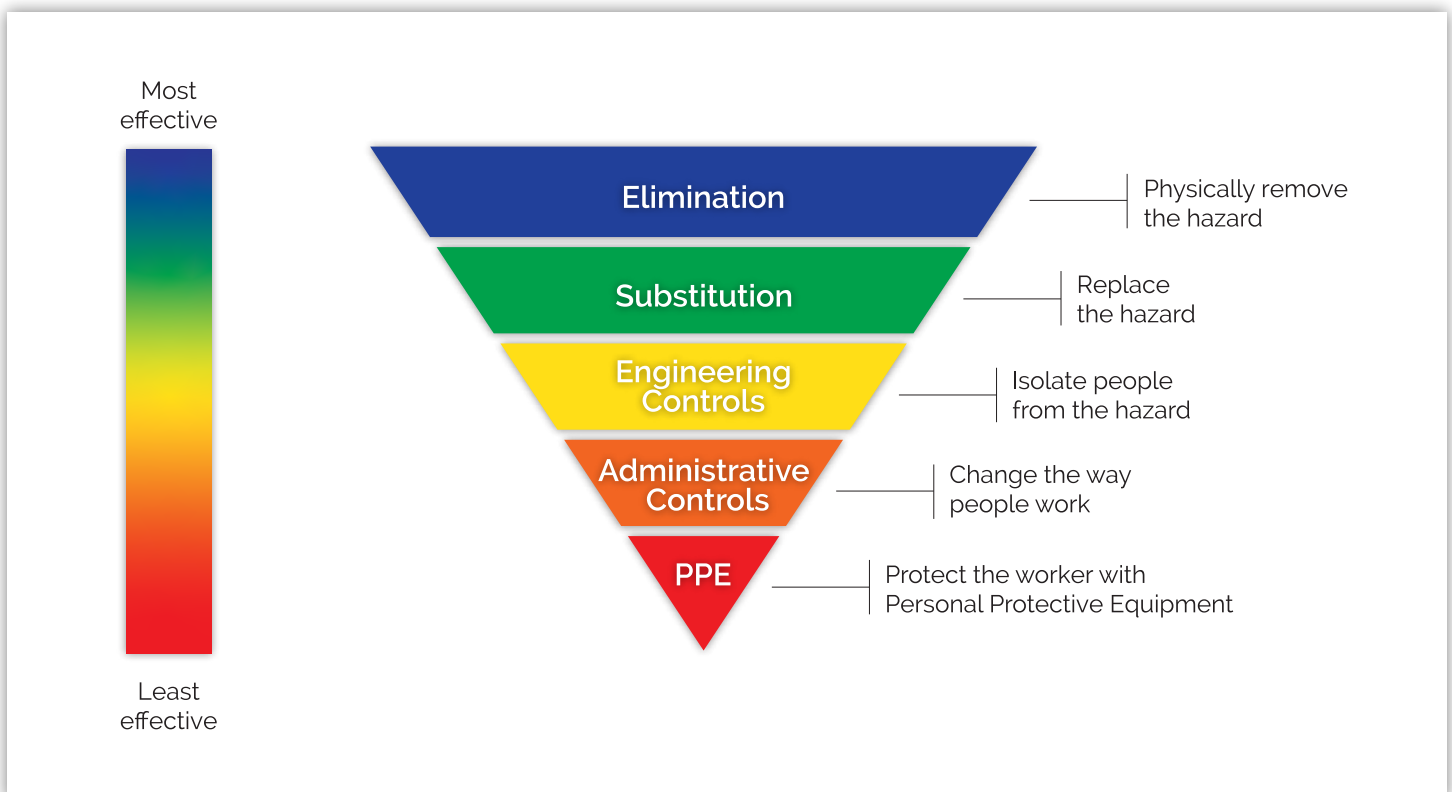 Most
effective
Elimination
Physically remove
the hazard
Substitution
Replace
the hazard
Engineering
Controls
Isolate people
from the hazard
Administrative
Controls
Change the way
people work
PPE
Protect the worker with
Personal Protective Equipment
Least
effective